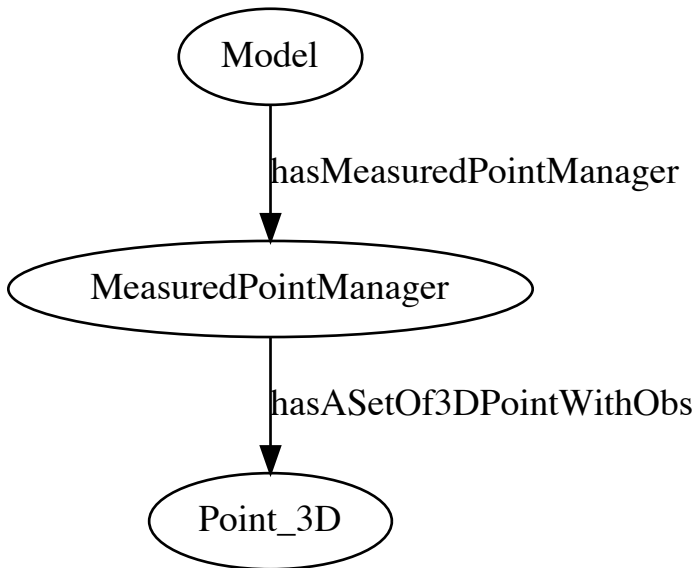 Model
hasMeasuredPointManager
MeasuredPointManager
hasASetOf3DPointWithObs
Point_3D